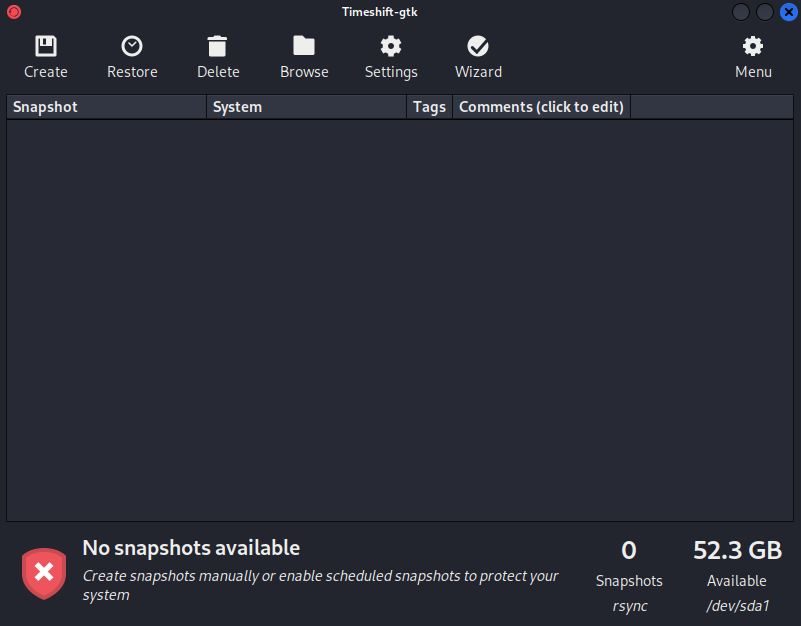 Timeshift-gtk
Create Restore Delete Browse Settings Wizard Menu
Snapshot System Tags Comments (click to edit)
No snapshots available
Create snapshots manually or enable scheduled snapshots to protect your
system
0 52.3 GB
Snapshots Available
rsync /dev/sda1